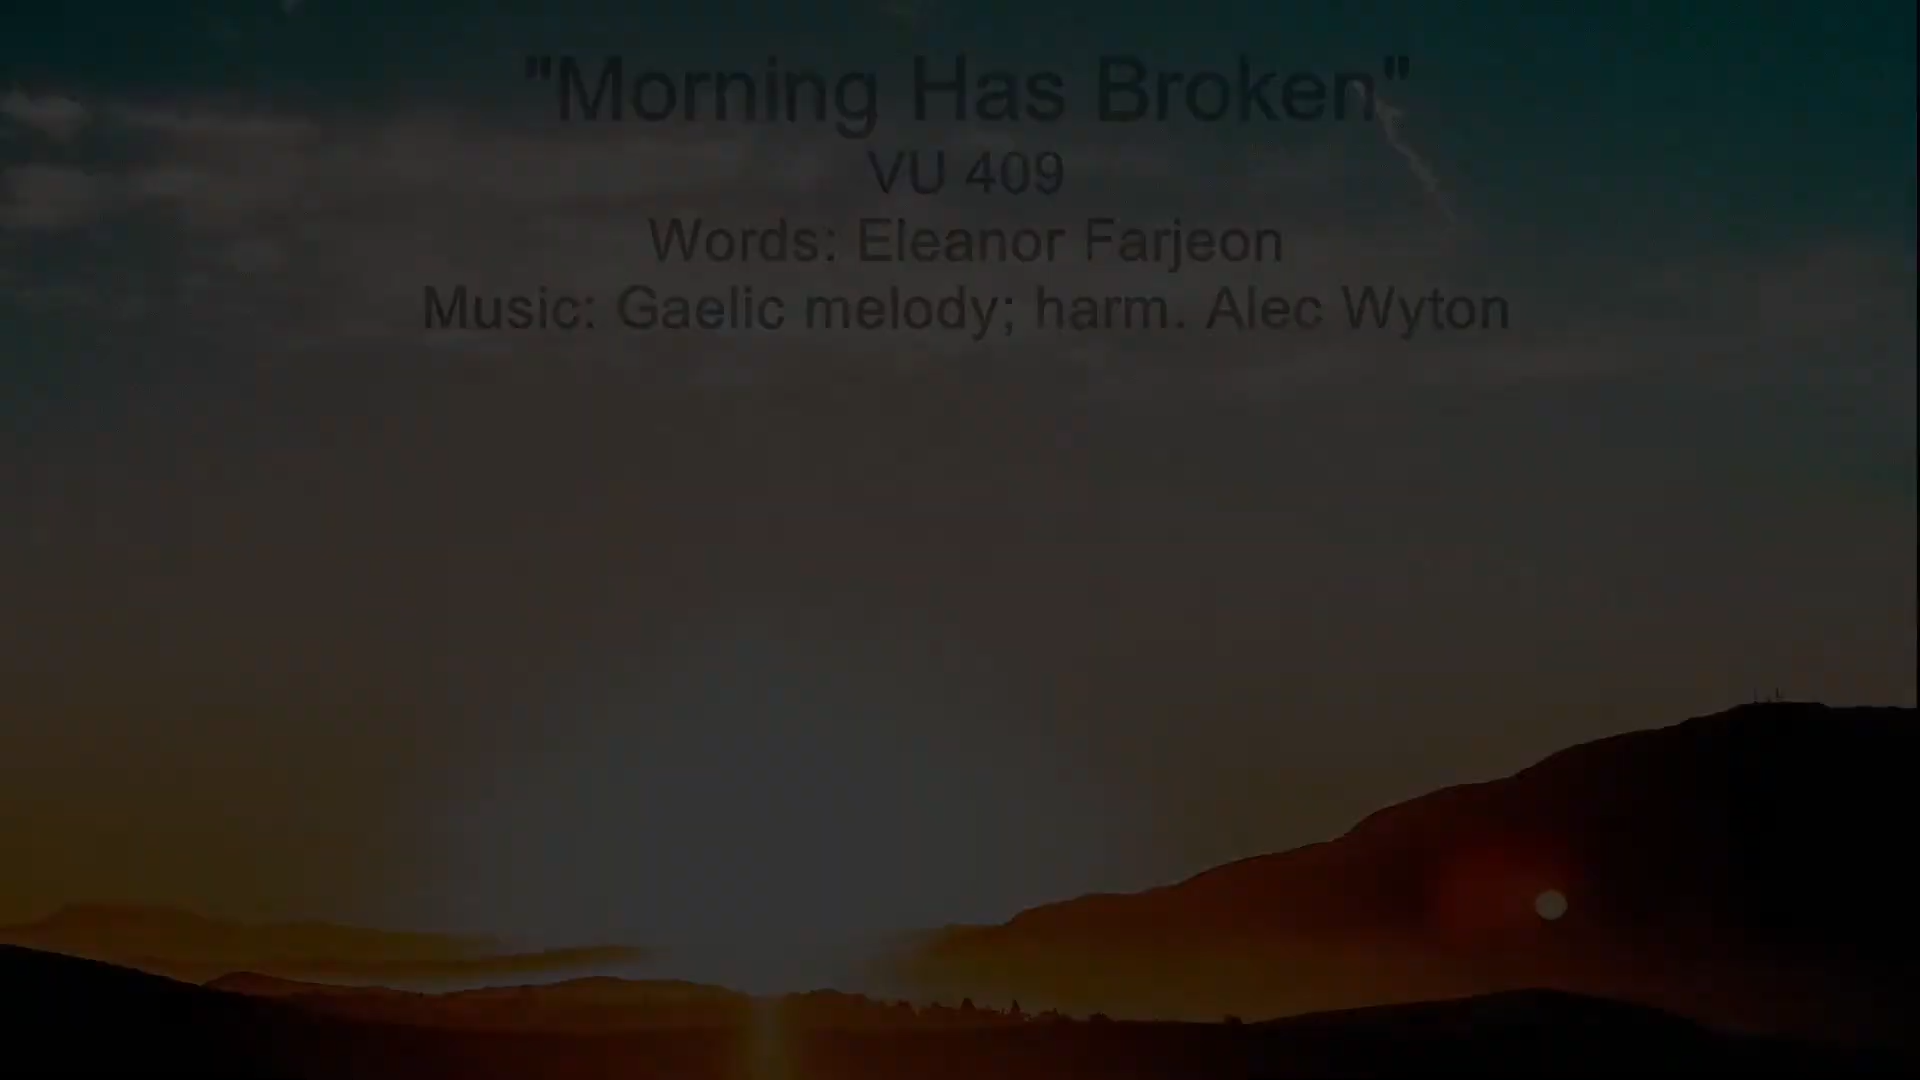 "Morning Has Broken"
VU 409
Words: Eleanor Farjeon
Music: Gaelic melody; harm. Alec Wyton